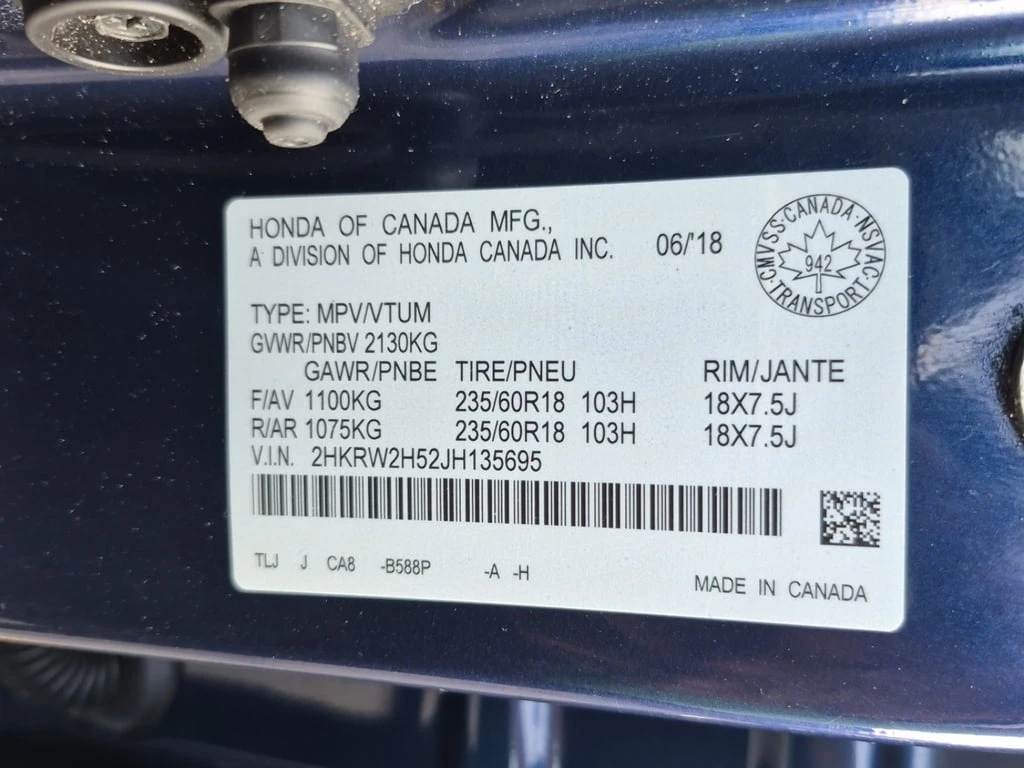 HONDA OF CANADA MFG.,
A DIVISION OF HONDA CANADA INC. 06/'18
CMVSS·CANADA·NSVAC·TRANSPORT·
942
TYPE: MPV/VTUM
GVWR/PNBV 2130KG
GAWR/PNBE TIRE/PNEU RIM/JANTE
F/AV 1100KG 235/60R18 103H 18X7.5J
R/AR 1075KG 235/60R18 103H 18X7.5J
V.I.N. 2HKRW2H52JH135695
TLJ J CA8 -B588P -A -H
MADE IN CANADA